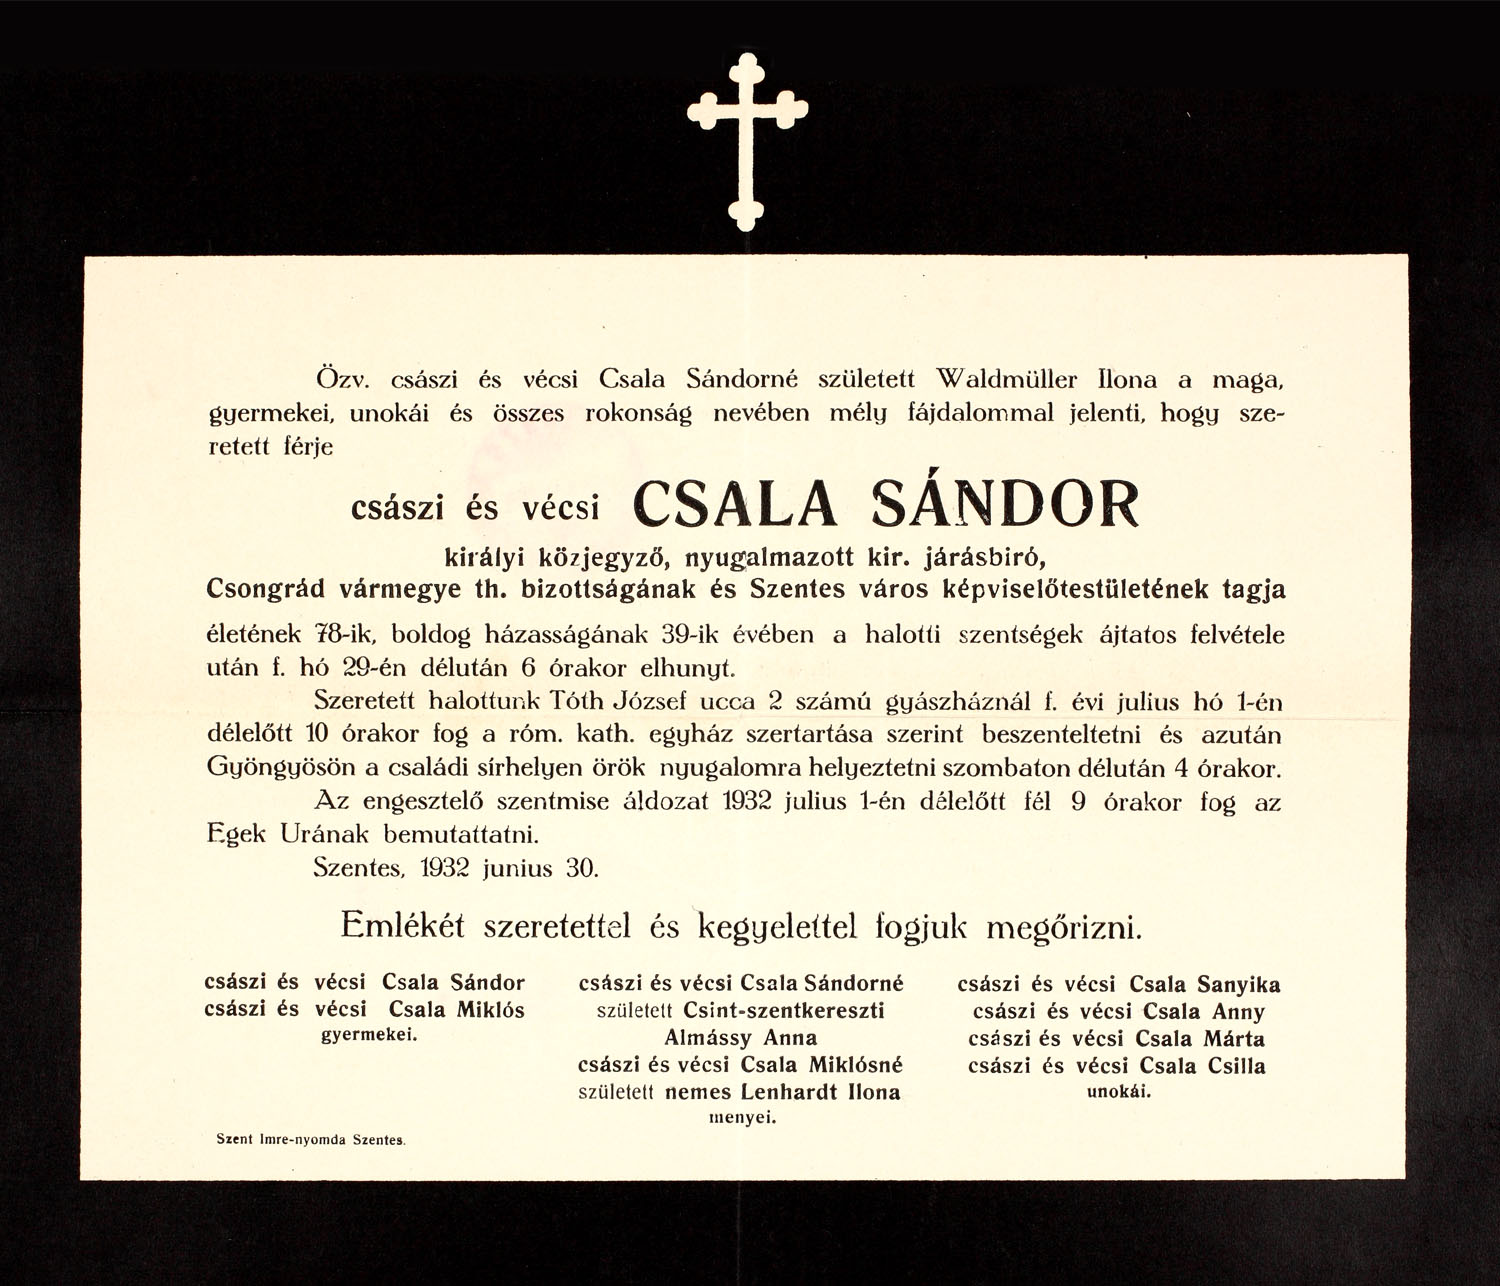 Özv. császi és vécsi Csala Sándorné született Waldmüller Ilona a maga,
gyermekei, unokái és összes rokonság nevében mély fájdalommal jelenti, hogy sze-
retett férje
császi és vécsi CSALA SÁNDOR
királyi közjegyző, nyugalmazott kir. járásbiró,
Csongrád vármegye th. bizottságának és Szentes város képviselőtestületének tagja
életének 78-ik, boldog házasságának 39-ik évében a halotti szentségek ájtatos felvétele
után f. hó 29-én délután 6 órakor elhunyt.
Szeretett halottunk Tóth József ucca 2 számú gyászháznál f. évi julius hó 1-én
délelőtt 10 órakor fog a róm. kath. egyház szertartása szerint beszenteltetni és azután
Gyöngyösön a családi sírhelyen örök nyugalomra helyeztetni szombaton délután 4 órakor.
Az engesztelő szentmise áldozat 1932 julius 1-én délelőtt fél 9 órakor fog az
Egek Urának bemutattatni.
Szentes, 1932 junius 30.
Emlékét szeretettel és kegyelettel fogjuk megőrizni.
császi és vécsi Csala Sándor
császi és vécsi Csala Miklós
gyermekei.
császi és vécsi Csala Sándorné
született Csint-szentkereszti
Almássy Anna
császi és vécsi Csala Miklósné
született nemes Lenhardt Ilona
menyei.
császi és vécsi Csala Sanyika
császi és vécsi Csala Anny
császi és vécsi Csala Márta
császi és vécsi Csala Csilla
unokái.
Szent Imre-nyomda Szentes.